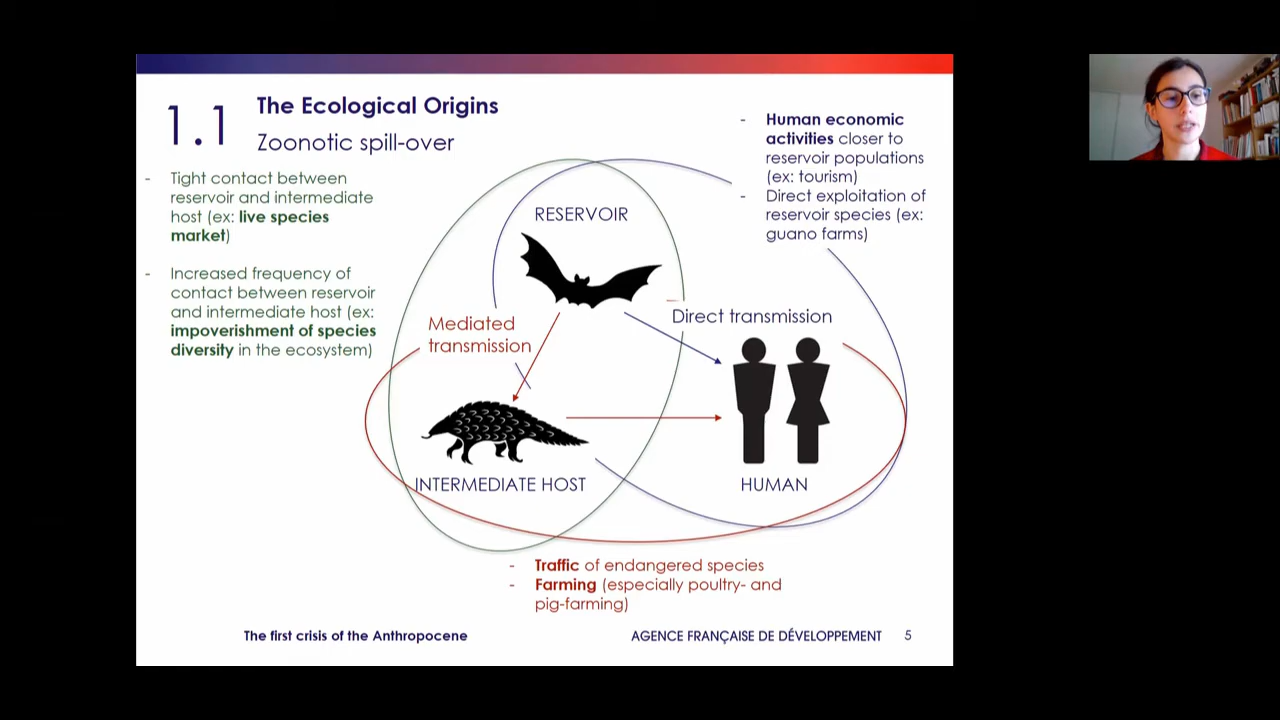 1.1
The Ecological Origins
Zoonotic spill-over
- Tight contact between
reservoir and intermediate
host (ex: live species
market)
- Increased frequency of
contact between reservoir
and intermediate host (ex:
impoverishment of species
diversity in the ecosystem)
- Human economic
activities closer to
reservoir populations
(ex: tourism)
- Direct exploitation of
reservoir species (ex:
guano farms)
RESERVOIR
Mediated
transmission
Direct transmission
INTERMEDIATE HOST
HUMAN
- Traffic of endangered species
- Farming (especially poultry- and
pig-farming)
The first crisis of the Anthropocene
AGENCE FRANÇAISE DE DÉVELOPPEMENT 5